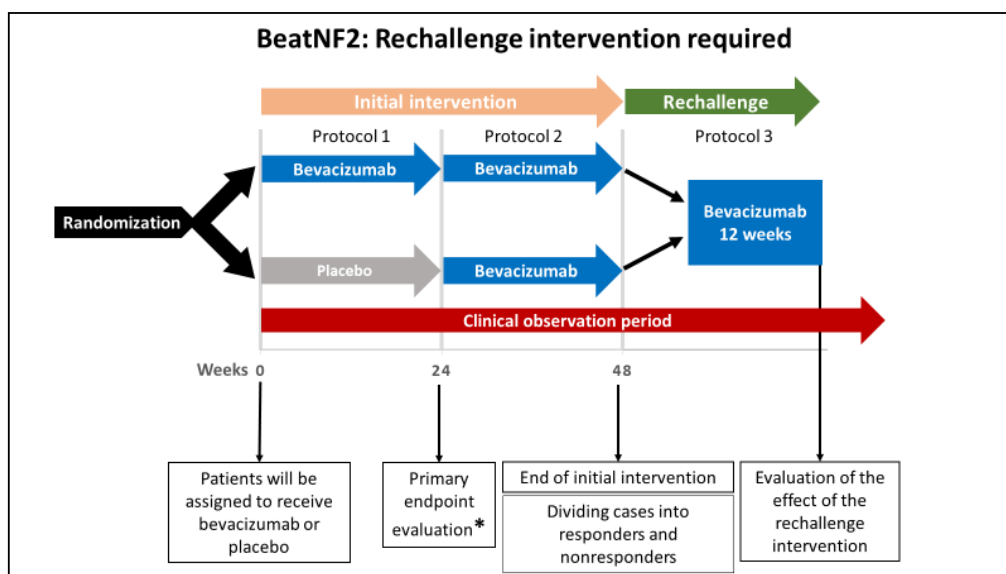 BeatNF2: Rechallenge intervention required
Initial intervention
Rechallenge
Protocol 1
Protocol 2
Protocol 3
Bevacizumab
Bevacizumab
Randomization
Bevacizumab
12 weeks
Placebo
Bevacizumab
Clinical observation period
Weeks 0
24
48
Patients will be
assigned to receive
bevacizumab or
placebo
Primary
endpoint
evaluation*
End of initial intervention
Dividing cases into
responders and
nonresponders
Evaluation of the
effect of the
rechallenge
intervention